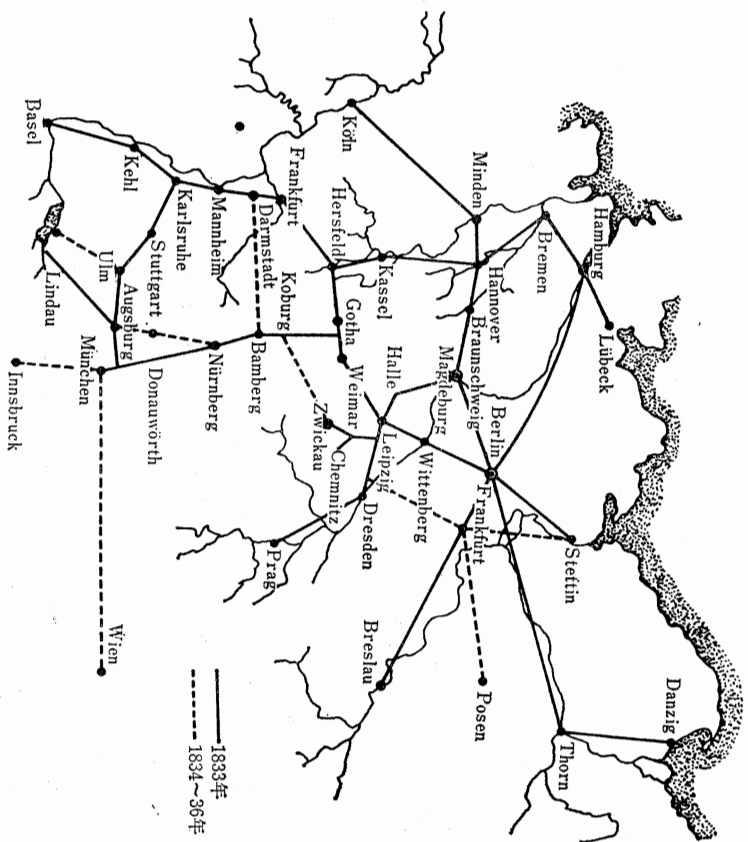 Hamburg
Lübeck
Danzig
Bremen
Stettin
Thorn
Minden
Hannover
Braunschweig
Magdeburg
Berlin
Frankfurt
Posen
Köln
Kassel
Hersfeld
Halle
Wittenberg
Leipzig
Dresden
Breslau
Frankfurt
Gotha
Weimar
Zwickau
Chemnitz
Prag
Darmstadt
Koburg
Bamberg
Mannheim
Karlsruhe
Nürnberg
Kehl
Stuttgart
Donauwörth
Ulm
Augsburg
Basel
Lindau
München
Wien
Innsbruck
1833年
1834~36年